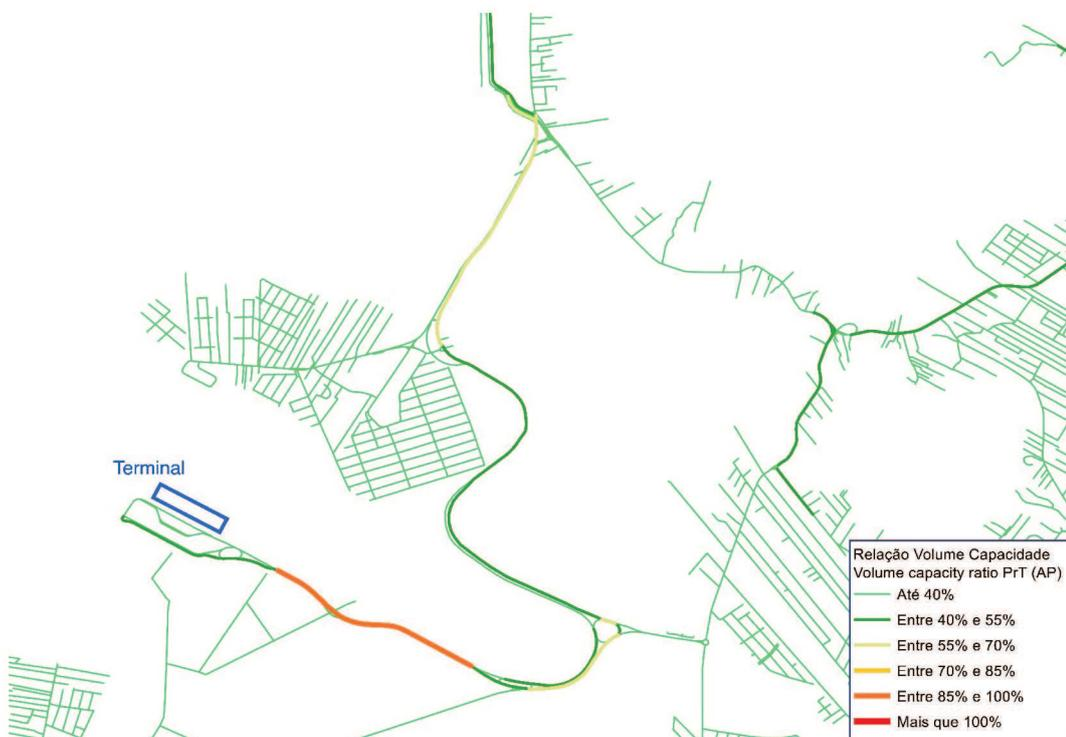 Terminal
Relação Volume Capacidade
Volume capacity ratio PrT (AP)
Até 40%
Entre 40% e 55%
Entre 55% e 70%
Entre 70% e 85%
Entre 85% e 100%
Mais que 100%